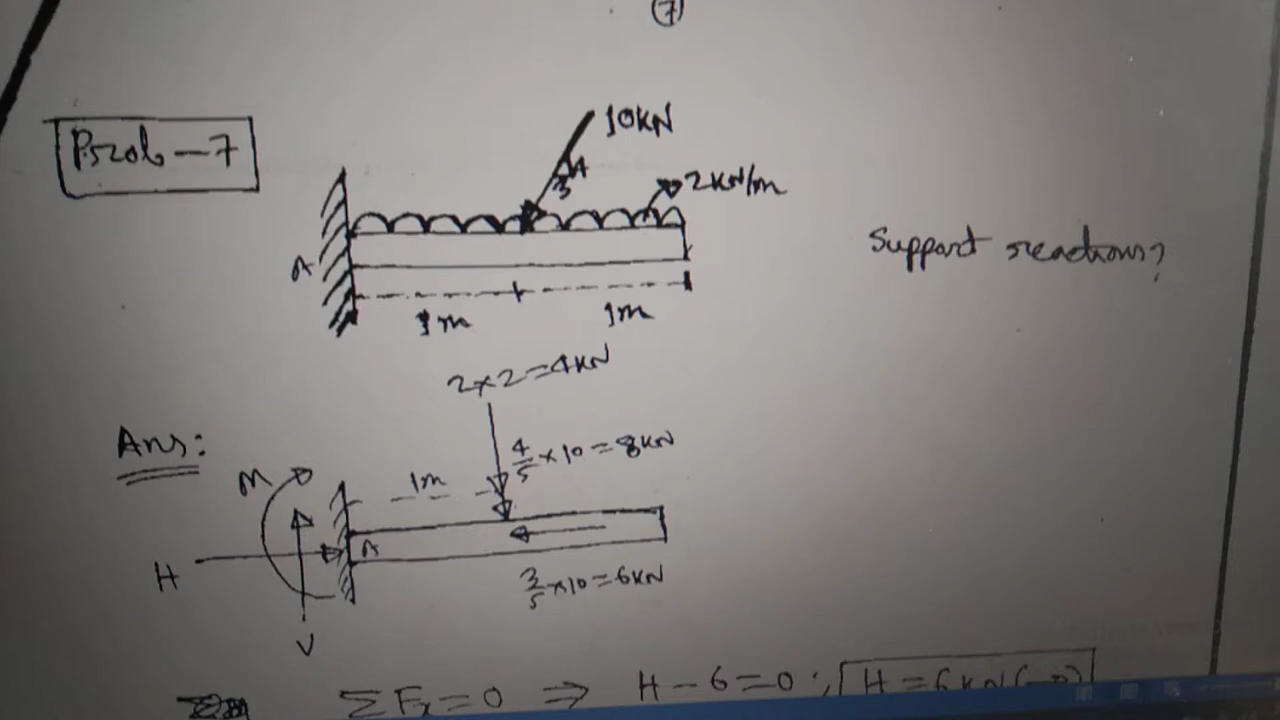 (7)
Prob-7
10KN
4
3
2KN/m
A
Support reactions?
1m
1m
2×2=4KN
Ans:
4/5×10=8KN
M
1m
A
H
3/5×10=6KN
V
ΣFx=0 ⇒ H-6=0 ; H=6KN(→)